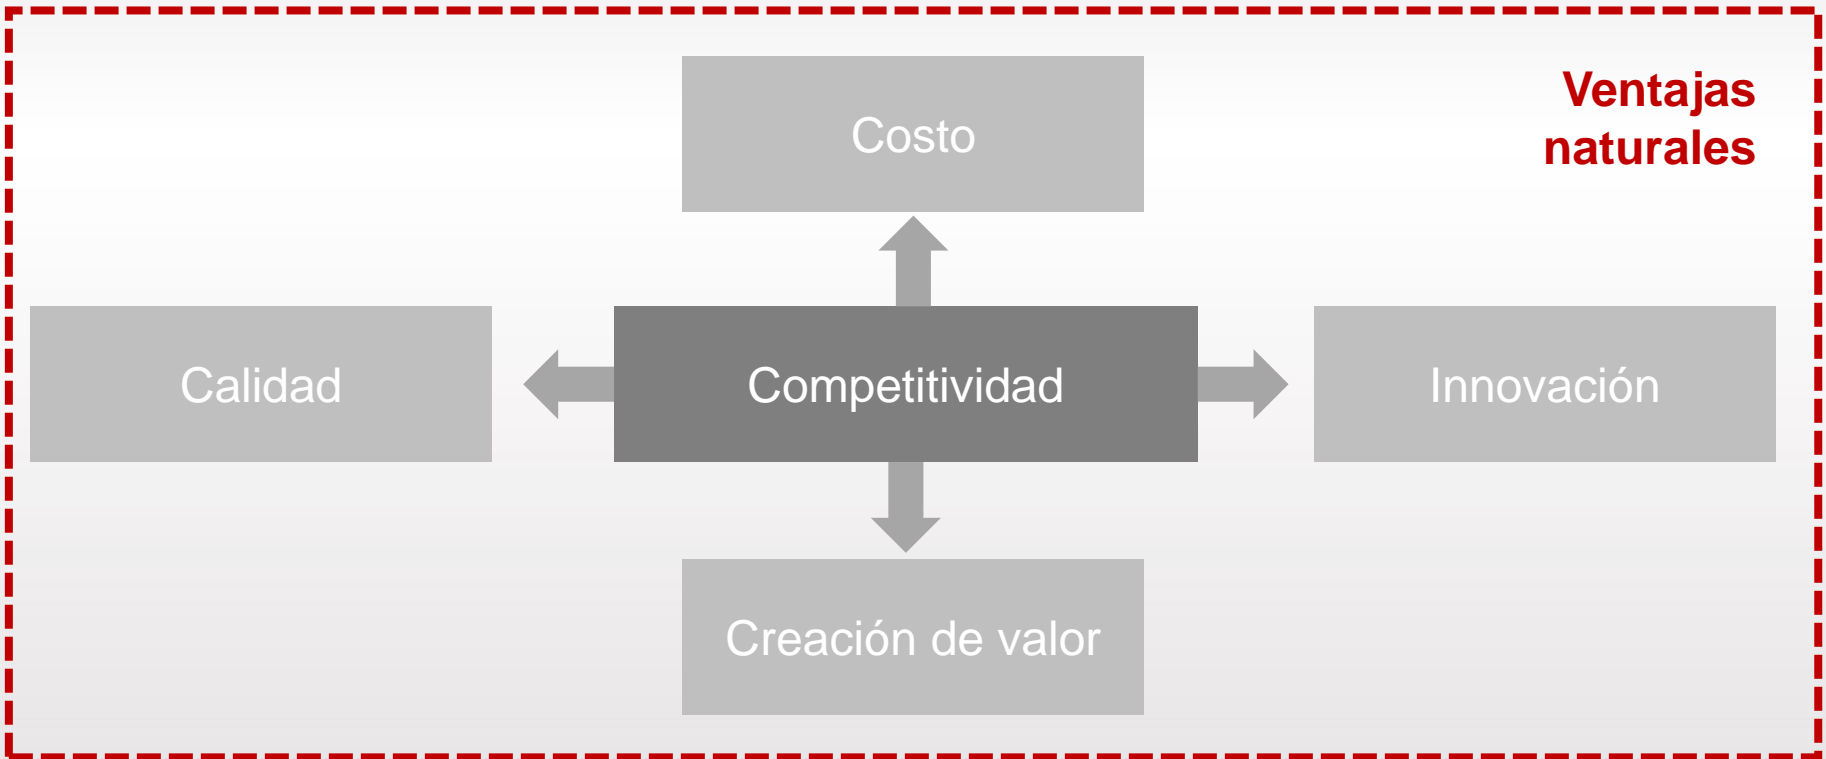 Ventajas
naturales
Costo
Calidad
Competitividad
Innovación
Creación de valor